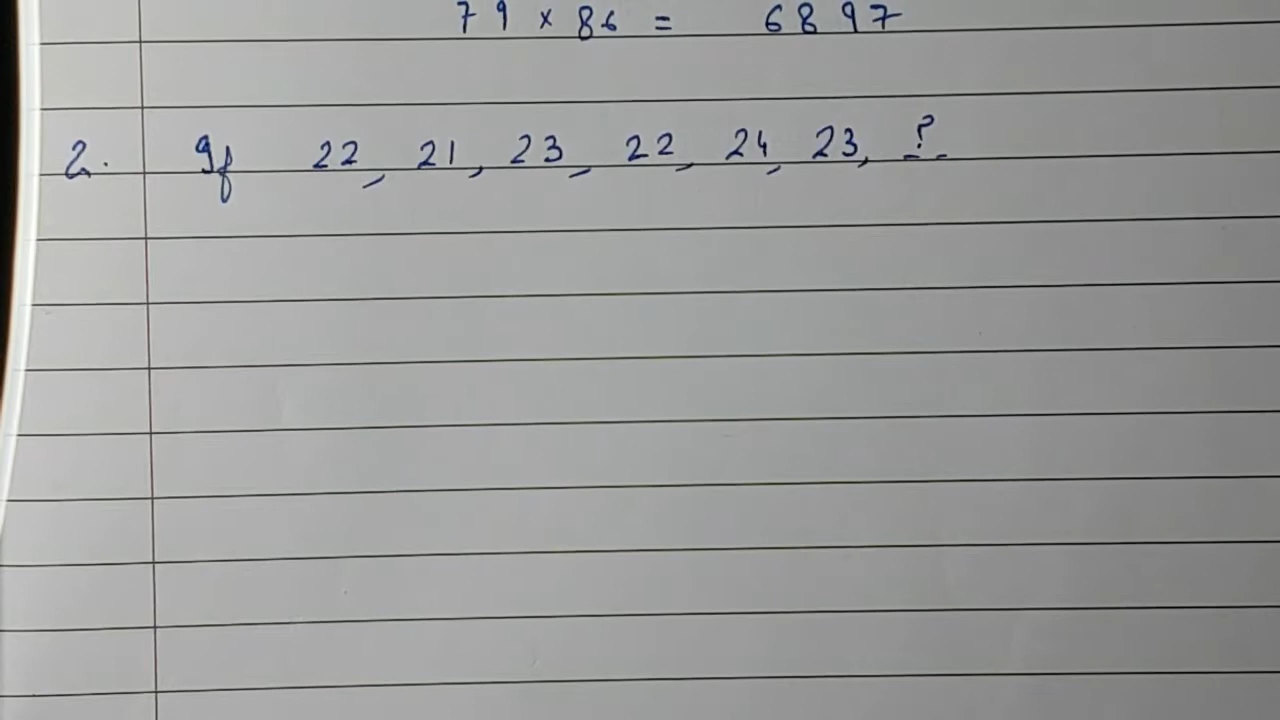 79 × 86 = 6897
2. If 22, 21, 23, 22, 24, 23, ?